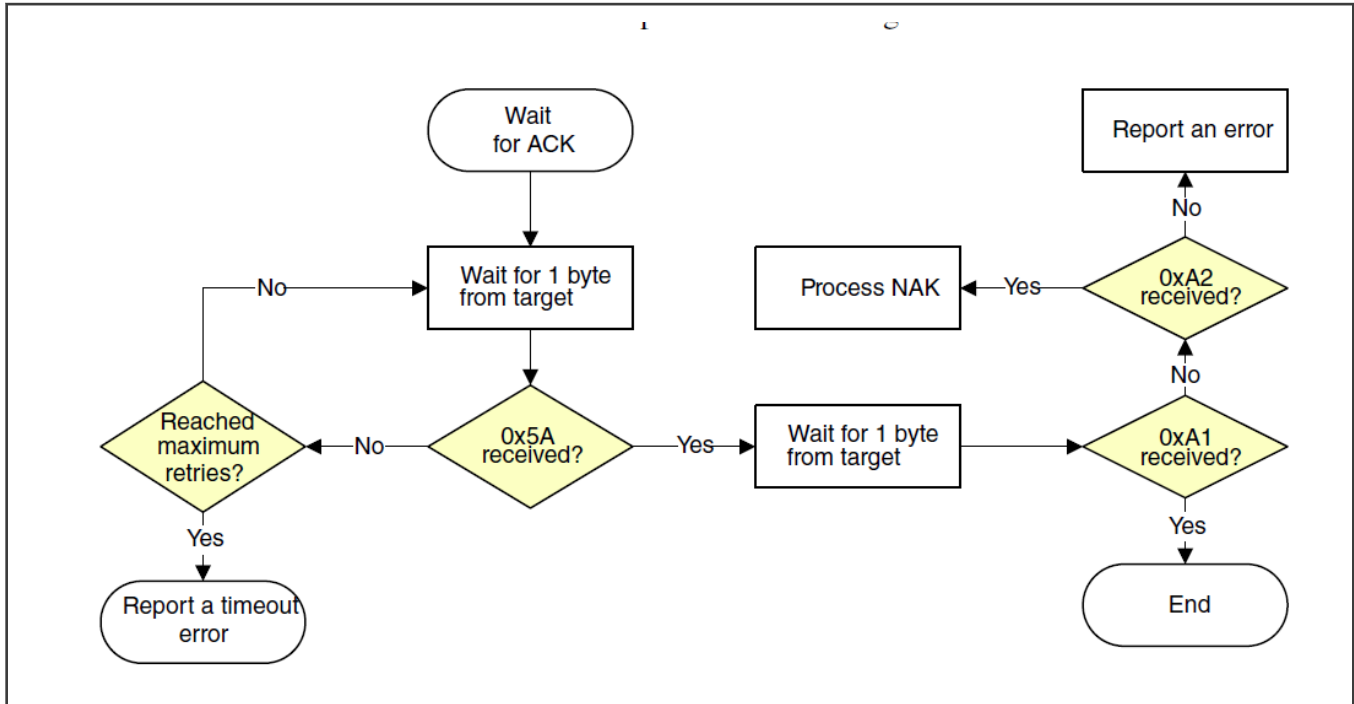 Wait
for ACK
Report an error
No
No
Wait for 1 byte
from target
Process NAK
Yes
0xA2
received?
No
Reached
maximum
retries?
No
0x5A
received?
Yes
Wait for 1 byte
from target
0xA1
received?
Yes
Yes
Report a timeout
error
End